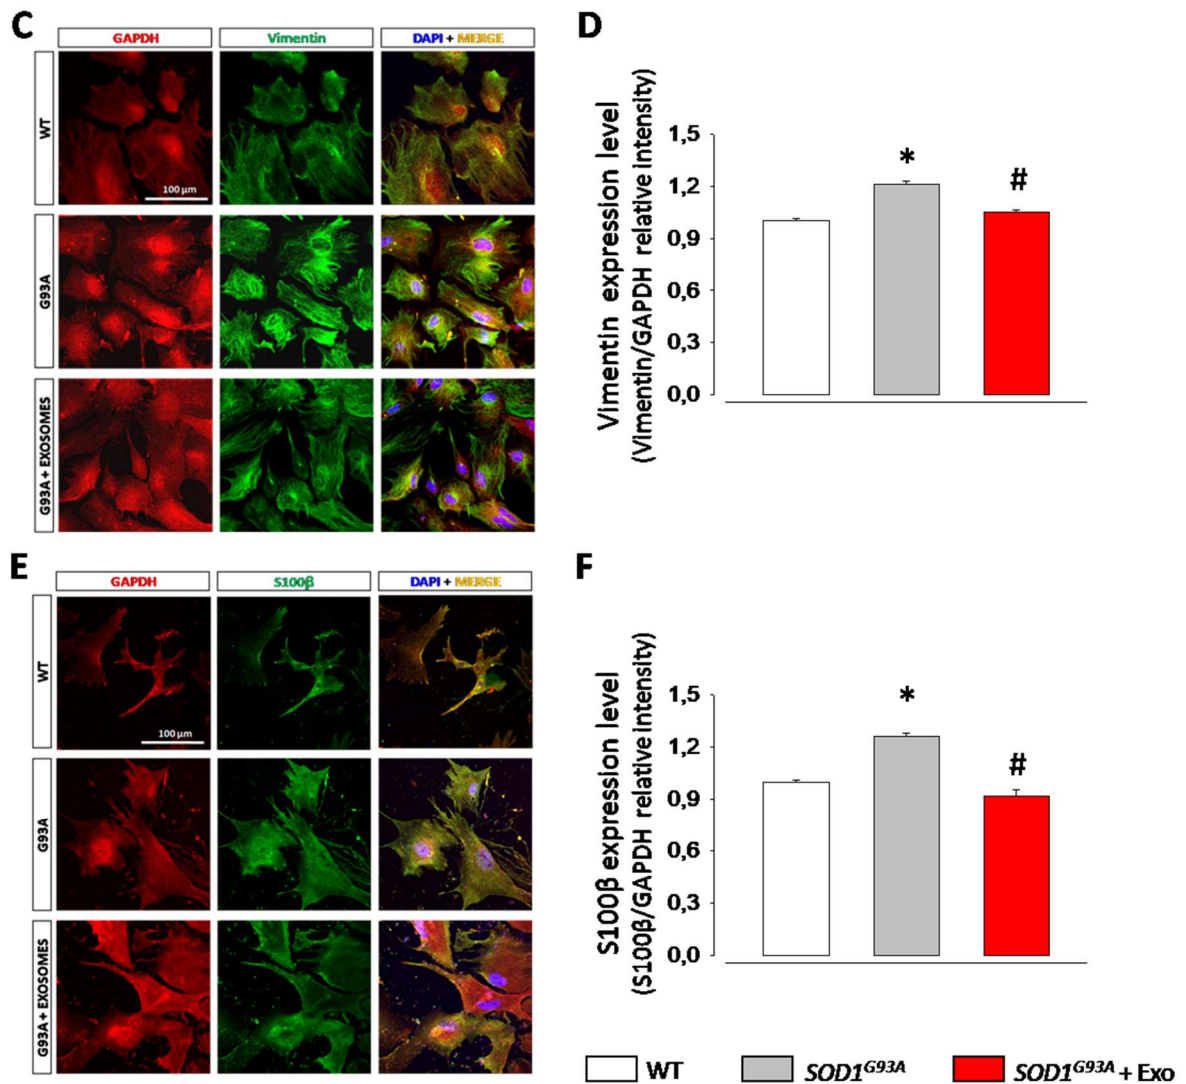 C
GAPDH
Vimentin
DAPI + MERGE
WT
100 µm
G93A
G93A + EXOSOMES
D
Vimentin expression level
(Vimentin/GAPDH relative intensity)
1,5
1,2
0,9
0,6
0,3
0,0
*
#
E
GAPDH
S100β
DAPI + MERGE
WT
100 µm
G93A
G93A + EXOSOMES
F
S100β expression level
(S100β/GAPDH relative intensity)
1,5
1,2
0,9
0,6
0,3
0,0
*
#
WT
SOD1G93A
SOD1G93A + Exo